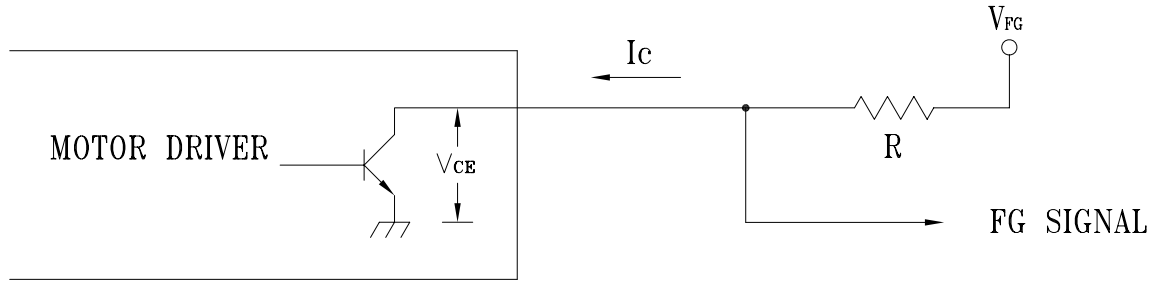 VFG
Ic
MOTOR DRIVER
VCE
R
FG SIGNAL